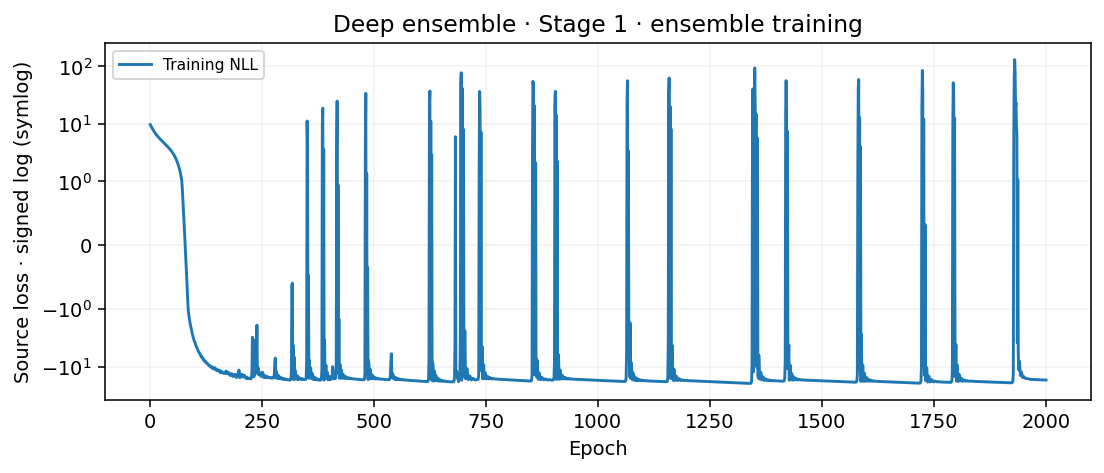 Deep ensemble · Stage 1 · ensemble training
Training NLL
Source loss · signed log (symlog)
10²
10¹
10⁰
0
−10⁰
−10¹
0 250 500 750 1000 1250 1500 1750 2000
Epoch